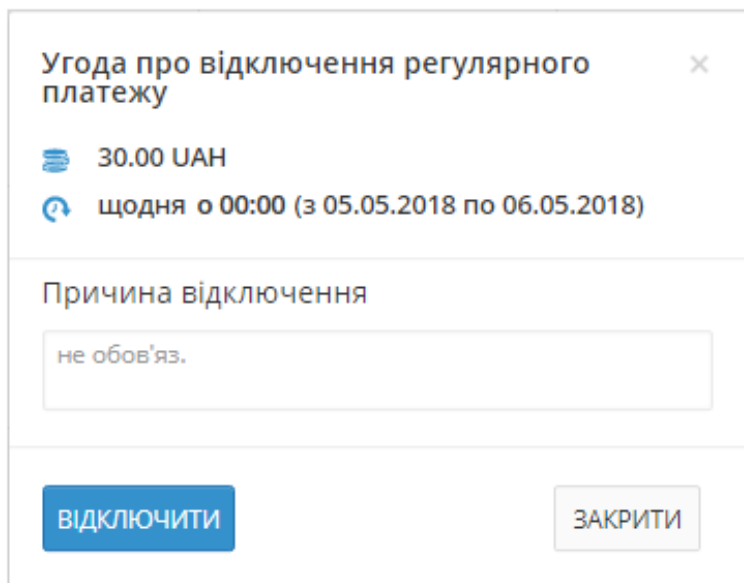 Угода про відключення регулярного
платежу
×
30.00 UAH
щодня о 00:00 (з 05.05.2018 по 06.05.2018)
Причина відключення
не обов'яз.
ВІДКЛЮЧИТИ
ЗАКРИТИ